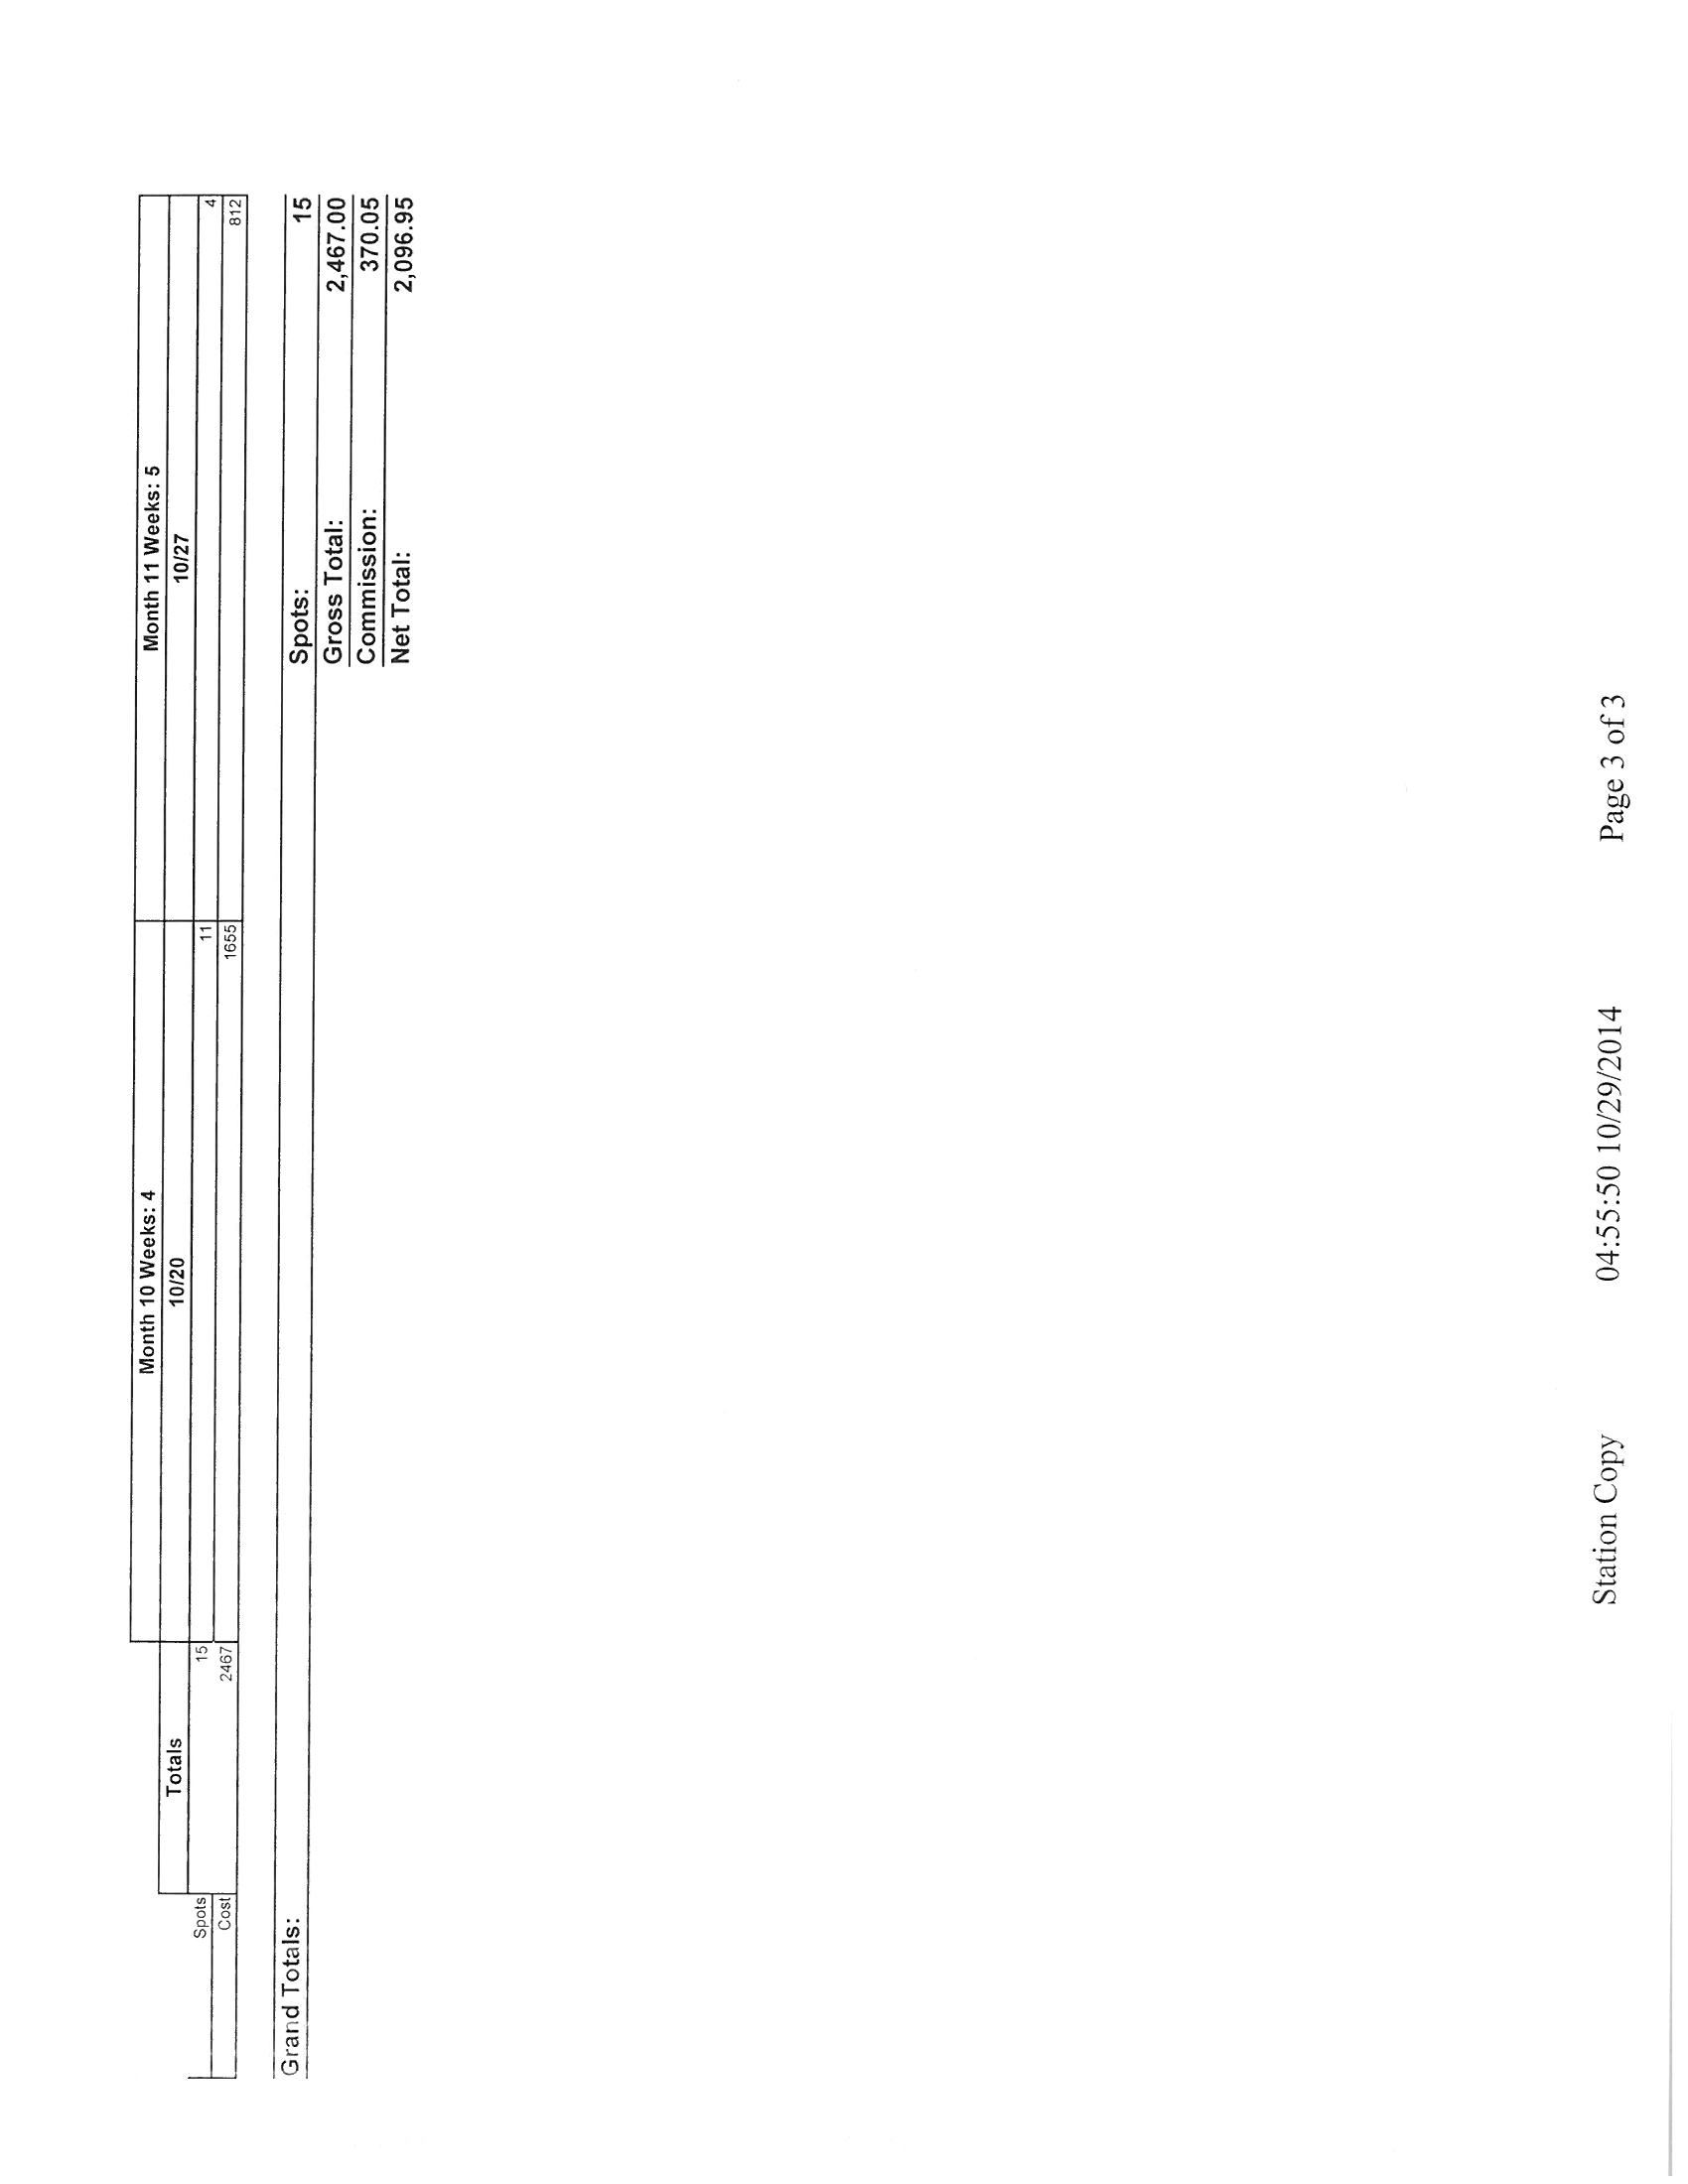 Month 10 Weeks: 4 Month 11 Weeks: 5
Totals 10/20 10/27
Spots 15 11 4
Cost 2467 1655 812
Grand Totals: Spots: 15
Gross Total: 2,467.00
Commission: 370.05
Net Total: 2,096.95
Station Copy 04:55:50 10/29/2014 Page 3 of 3